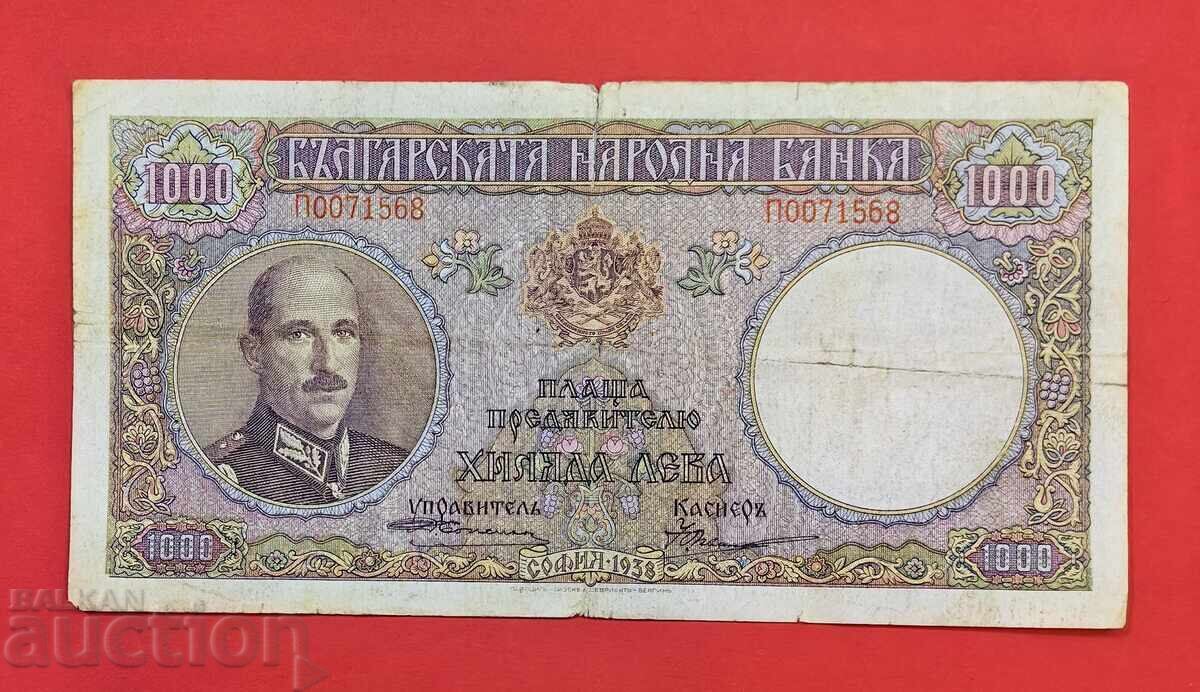 БЪЛГАРСКАТА НАРОДНА БАНКА
1000
1000
П0071568
П0071568
ПЛАЩА
ПРЕДЯВИТЕЛЮ
ХИЛЯДА ЛЕВА
УПРАВИТЕЛЬ
КАСИЕРЪ
1000
СОФИЯ·1938
1000
BALKAN
auction